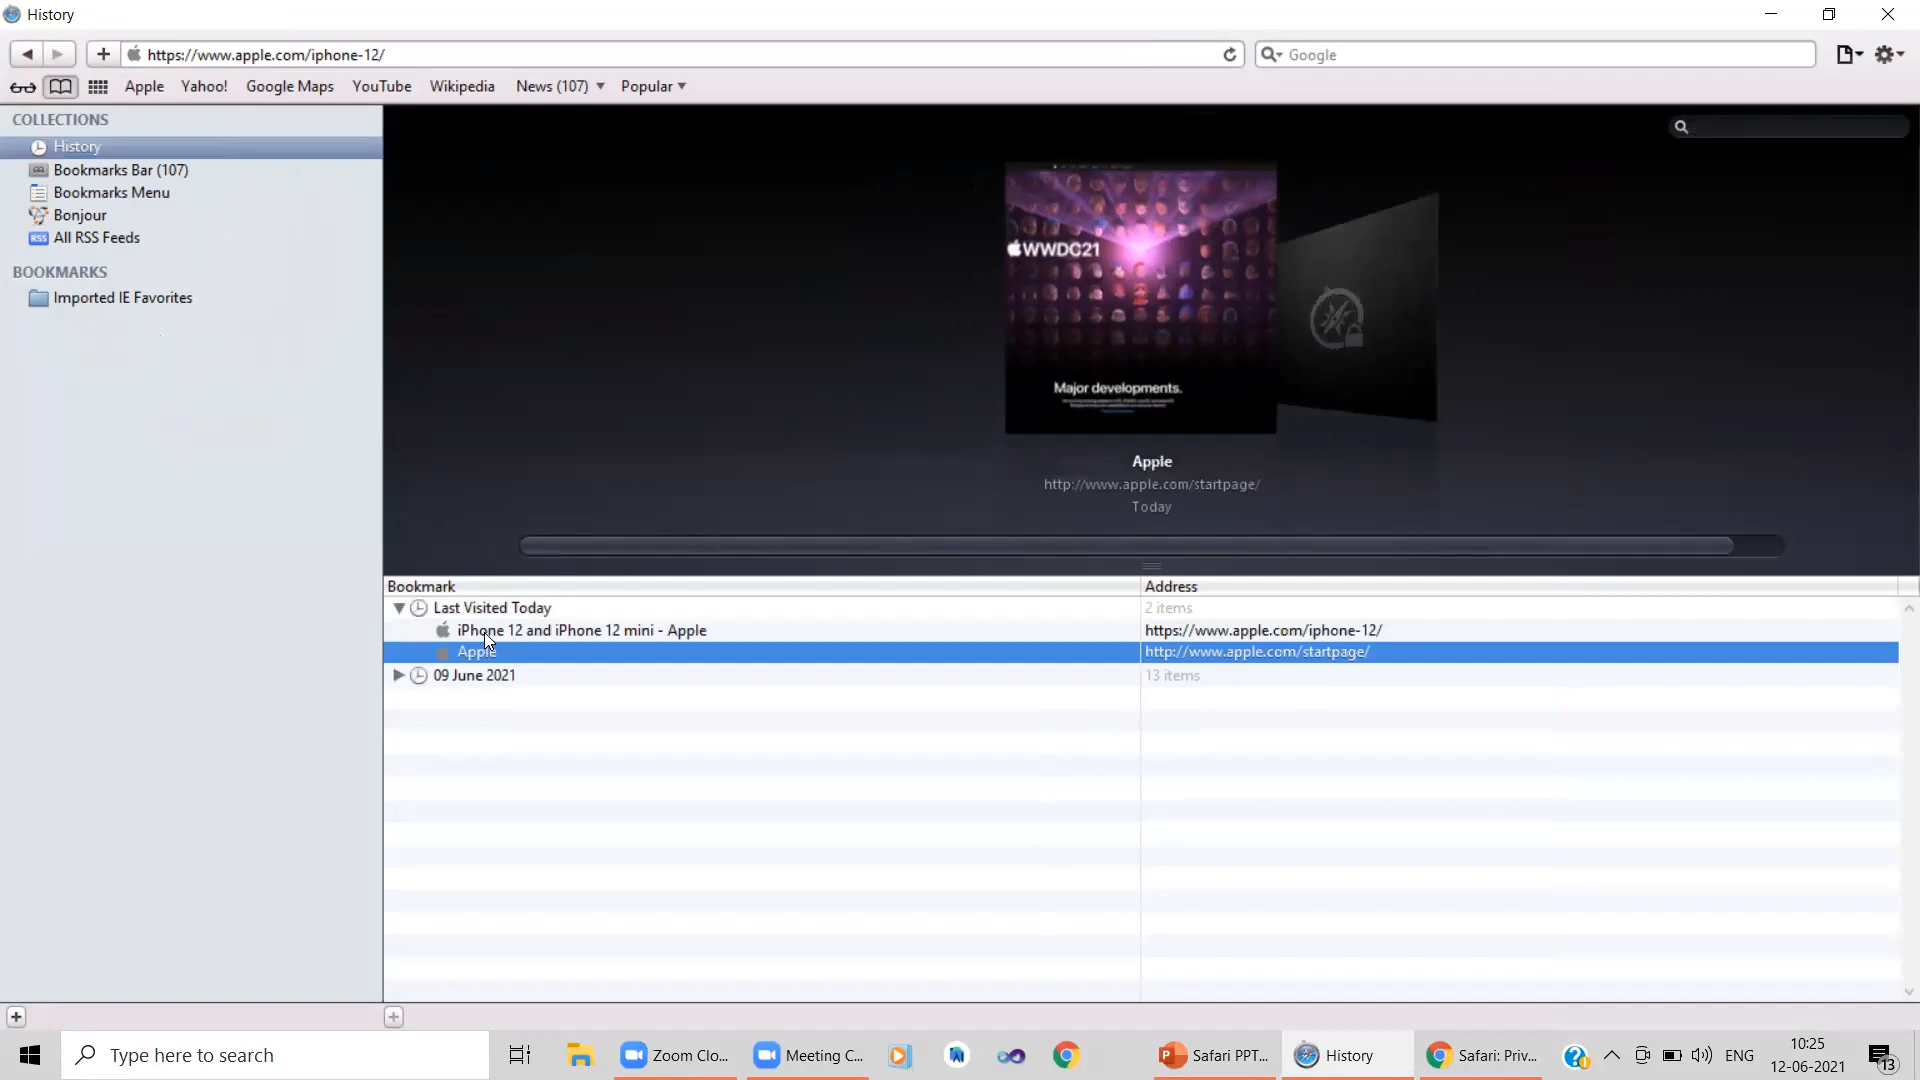 History
https://www.apple.com/iphone-12/
Google
Apple
Yahoo!
Google Maps
YouTube
Wikipedia
News (107)
Popular
COLLECTIONS
History
Bookmarks Bar (107)
Bookmarks Menu
Bonjour
RSS All RSS Feeds
BOOKMARKS
Imported IE Favorites
WWDC21
Major developments.
Apple
http://www.apple.com/startpage/
Today
Bookmark Address
Last Visited Today 2 items
iPhone 12 and iPhone 12 mini - Apple https://www.apple.com/iphone-12/
Apple http://www.apple.com/startpage/
09 June 2021 13 items
Type here to search
Zoom Clo...
Meeting C...
Safari PPT...
History
Safari: Priv...
ENG
10:25
12-06-2021
13